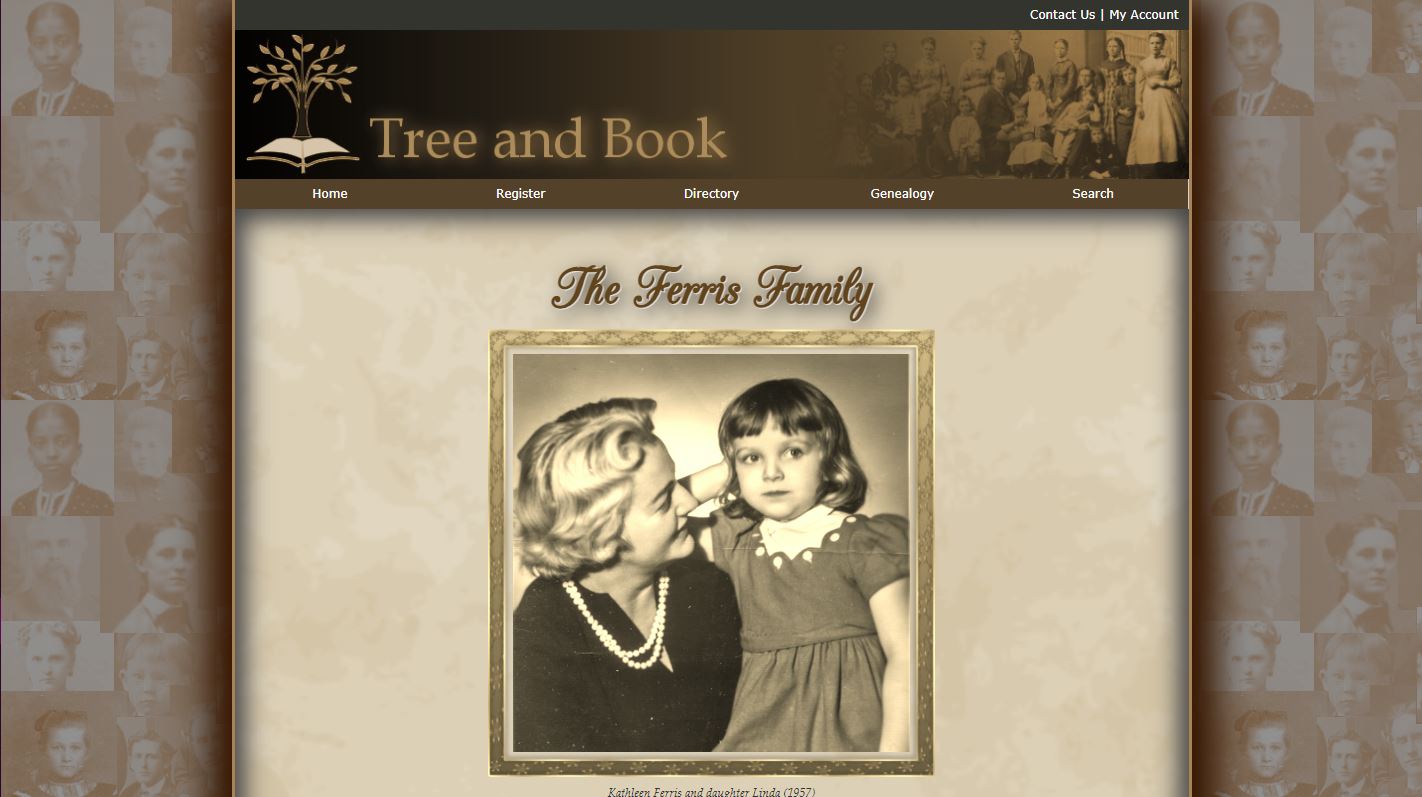 Contact Us | My Account
Tree and Book
Home Register Directory Genealogy Search
The Ferris Family
Kathleen Ferris and daughter Linda (1957)